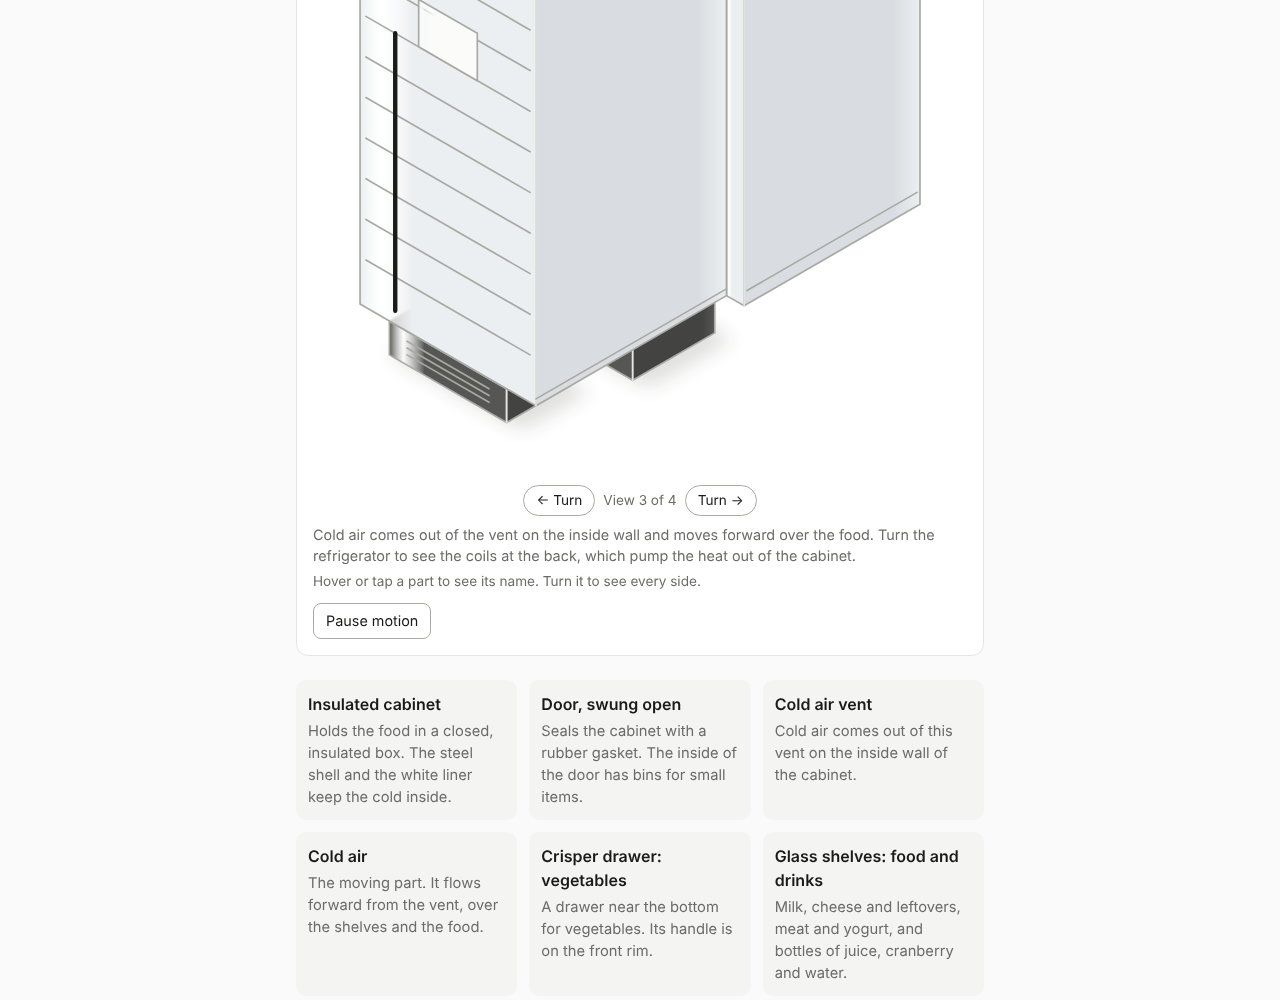 ← Turn
View 3 of 4
Turn →
Cold air comes out of the vent on the inside wall and moves forward over the food. Turn the
refrigerator to see the coils at the back, which pump the heat out of the cabinet.
Hover or tap a part to see its name. Turn it to see every side.
Pause motion
Insulated cabinet
Holds the food in a closed,
insulated box. The steel
shell and the white liner
keep the cold inside.
Door, swung open
Seals the cabinet with a
rubber gasket. The inside of
the door has bins for small
items.
Cold air vent
Cold air comes out of this
vent on the inside wall of
the cabinet.
Cold air
The moving part. It flows
forward from the vent, over
the shelves and the food.
Crisper drawer:
vegetables
A drawer near the bottom
for vegetables. Its handle is
on the front rim.
Glass shelves: food and
drinks
Milk, cheese and leftovers,
meat and yogurt, and
bottles of juice, cranberry
and water.